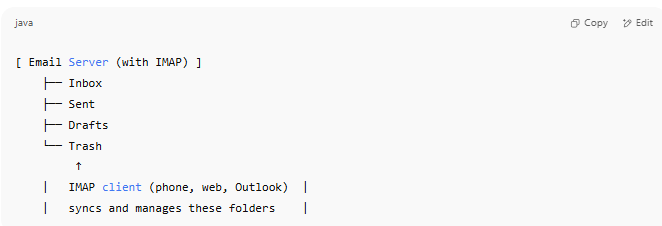 java Copy Edit
[ Email Server (with IMAP) ]
├── Inbox
├── Sent
├── Drafts
└── Trash
↑
│ IMAP client (phone, web, Outlook) │
│ syncs and manages these folders │